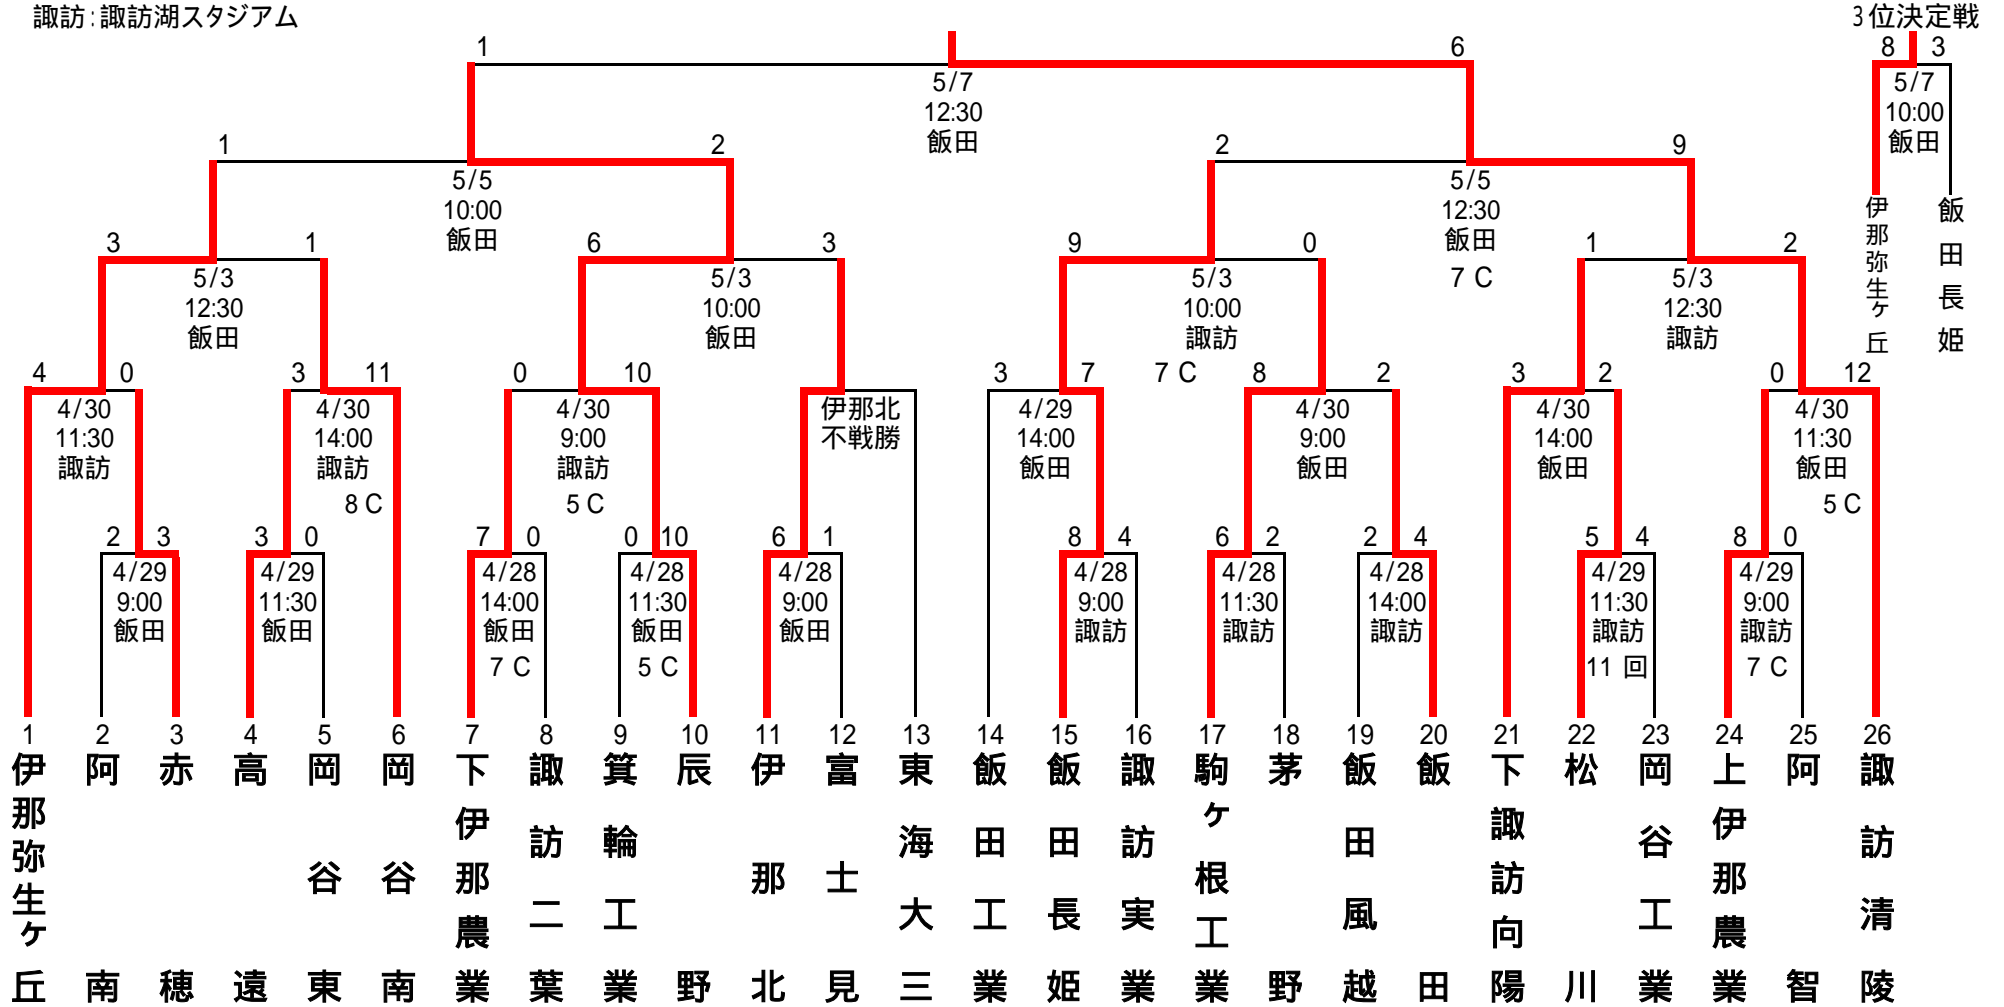 諏訪：諏訪湖スタジアム
3位決定戦
1 6
8 3
5/7
12:30
飯田
5/7
10:00
飯田
伊那弥生ヶ丘
飯田長姫
1 2
2 9
5/5
10:00
飯田
5/5
12:30
飯田
7C
3 1
6 3
9 0
1 2
5/3
12:30
飯田
5/3
10:00
飯田
5/3
10:00
諏訪
7C
5/3
12:30
諏訪
4 0
3 11
0 10
3 7
8 2
3 2
0 12
4/30
11:30
諏訪
4/30
14:00
諏訪
8C
4/30
9:00
諏訪
5C
伊那北
不戦勝
4/29
14:00
飯田
4/30
9:00
飯田
4/30
14:00
飯田
4/30
11:30
飯田
5C
2 3
3 0
7 0
0 10
6 1
8 4
6 2
2 4
5 4
8 0
4/29
9:00
飯田
4/29
11:30
飯田
4/28
14:00
飯田
7C
4/28
11:30
飯田
5C
4/28
9:00
飯田
4/28
9:00
諏訪
4/28
11:30
諏訪
4/28
14:00
諏訪
4/29
11:30
諏訪
11回
4/29
9:00
諏訪
7C
1 伊那弥生ヶ丘
2 阿南
3 赤穂
4 高遠
5 岡谷東
6 岡谷南
7 下伊那農業
8 諏訪二葉
9 箕輪工業
10 辰野
11 伊那北
12 富士見
13 東海大三
14 飯田工業
15 飯田長姫
16 諏訪実業
17 駒ヶ根工業
18 茅野
19 飯田風越
20 飯田
21 下諏訪向陽
22 松川
23 岡谷工業
24 上伊那農業
25 阿智
26 諏訪清陵